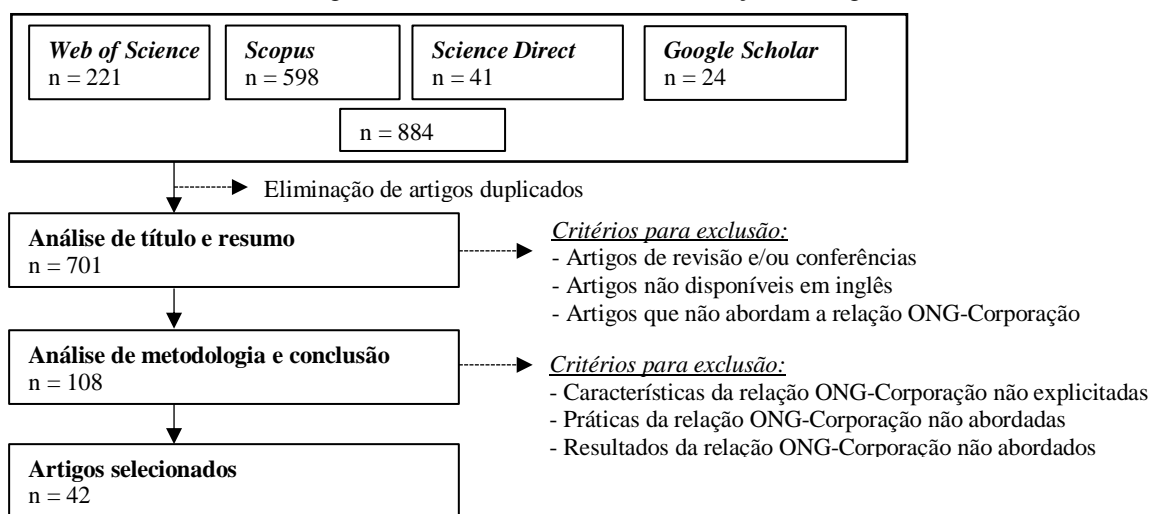 Web of Science
n = 221
Scopus
n = 598
Science Direct
n = 41
Google Scholar
n = 24
n = 884
Eliminação de artigos duplicados
Análise de título e resumo
n = 701
Critérios para exclusão:
- Artigos de revisão e/ou conferências
- Artigos não disponíveis em inglês
- Artigos que não abordam a relação ONG-Corporação
Análise de metodologia e conclusão
n = 108
Critérios para exclusão:
- Características da relação ONG-Corporação não explicitadas
- Práticas da relação ONG-Corporação não abordadas
- Resultados da relação ONG-Corporação não abordados
Artigos selecionados
n = 42